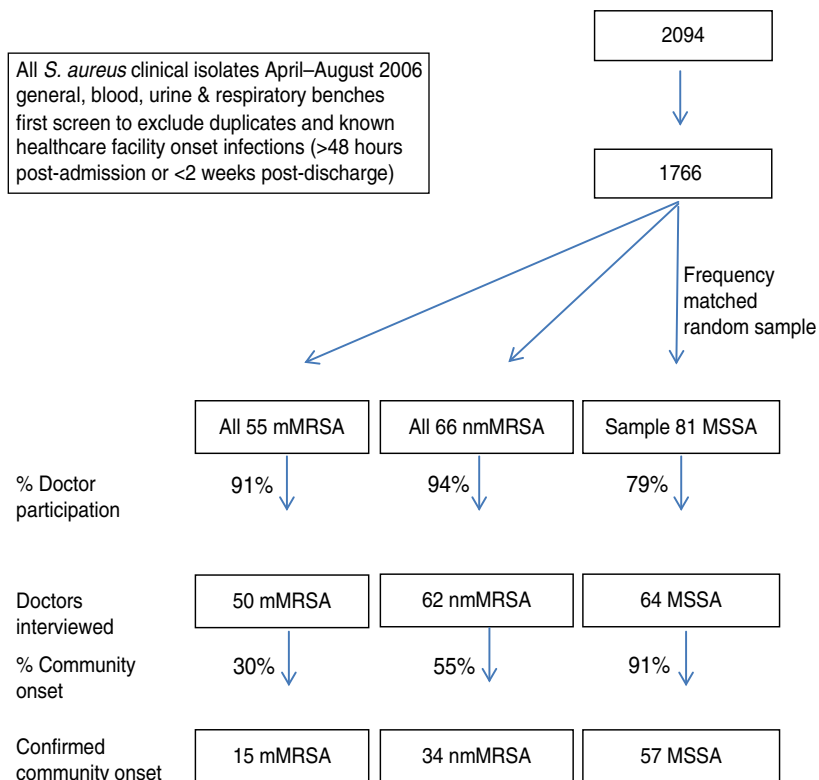 2094
All S. aureus clinical isolates April–August 2006
general, blood, urine & respiratory benches
first screen to exclude duplicates and known
healthcare facility onset infections (>48 hours
post-admission or <2 weeks post-discharge)
1766
Frequency
matched
random sample
All 55 mMRSA
All 66 nmMRSA
Sample 81 MSSA
% Doctor
participation
91%
94%
79%
Doctors
interviewed
50 mMRSA
62 nmMRSA
64 MSSA
% Community
onset
30%
55%
91%
Confirmed
community onset
15 mMRSA
34 nmMRSA
57 MSSA